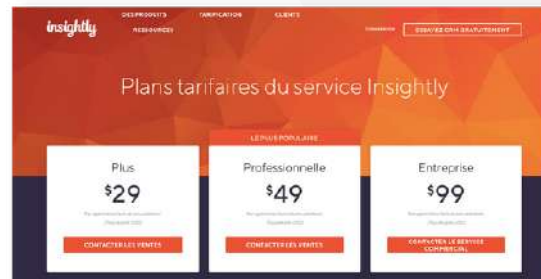 insightly
DES PRODUITS TARIFICATION CLIENTS
RESSOURCES
ESSAYEZ CRM GRATUITEMENT
Plans tarifaires du service Insightly
LE PLUS POPULAIRE
Plus Professionnelle Entreprise
$29 $49 $99
CONTACTER LES VENTES CONTACTER LES VENTES CONTACTER LE SERVICE
COMMERCIAL